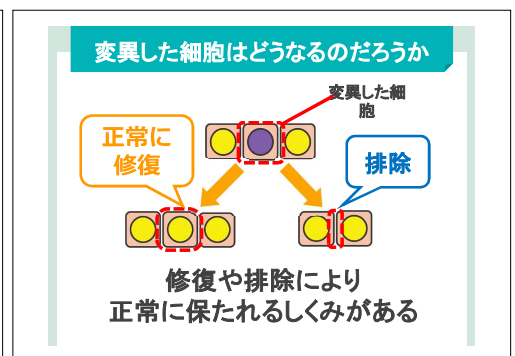 変異した細胞はどうなるのだろうか
変異した細
胞
正常に
修復
排除
修復や排除により
正常に保たれるしくみがある